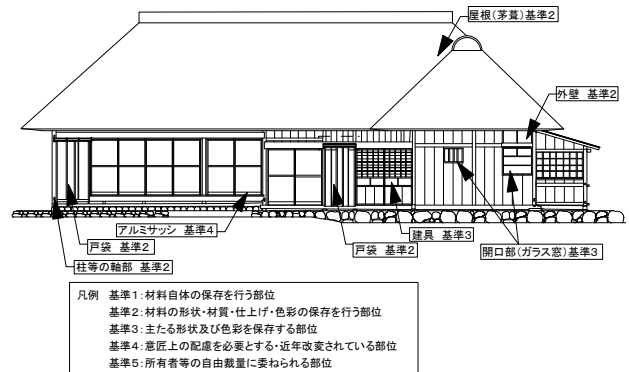 屋根(茅葺)基準2
外壁 基準2
アルミサッシ 基準4
戸袋 基準2
柱等の軸部 基準2
建具 基準3
戸袋 基準2
開口部(ガラス窓)基準3
凡例 基準1:材料自体の保存を行う部位
基準2:材料の形状・材質・仕上げ・色彩の保存を行う部位
基準3:主たる形状及び色彩を保存する部位
基準4:意匠上の配慮を必要とする・近年改変されている部位
基準5:所有者等の自由裁量に委ねられる部位